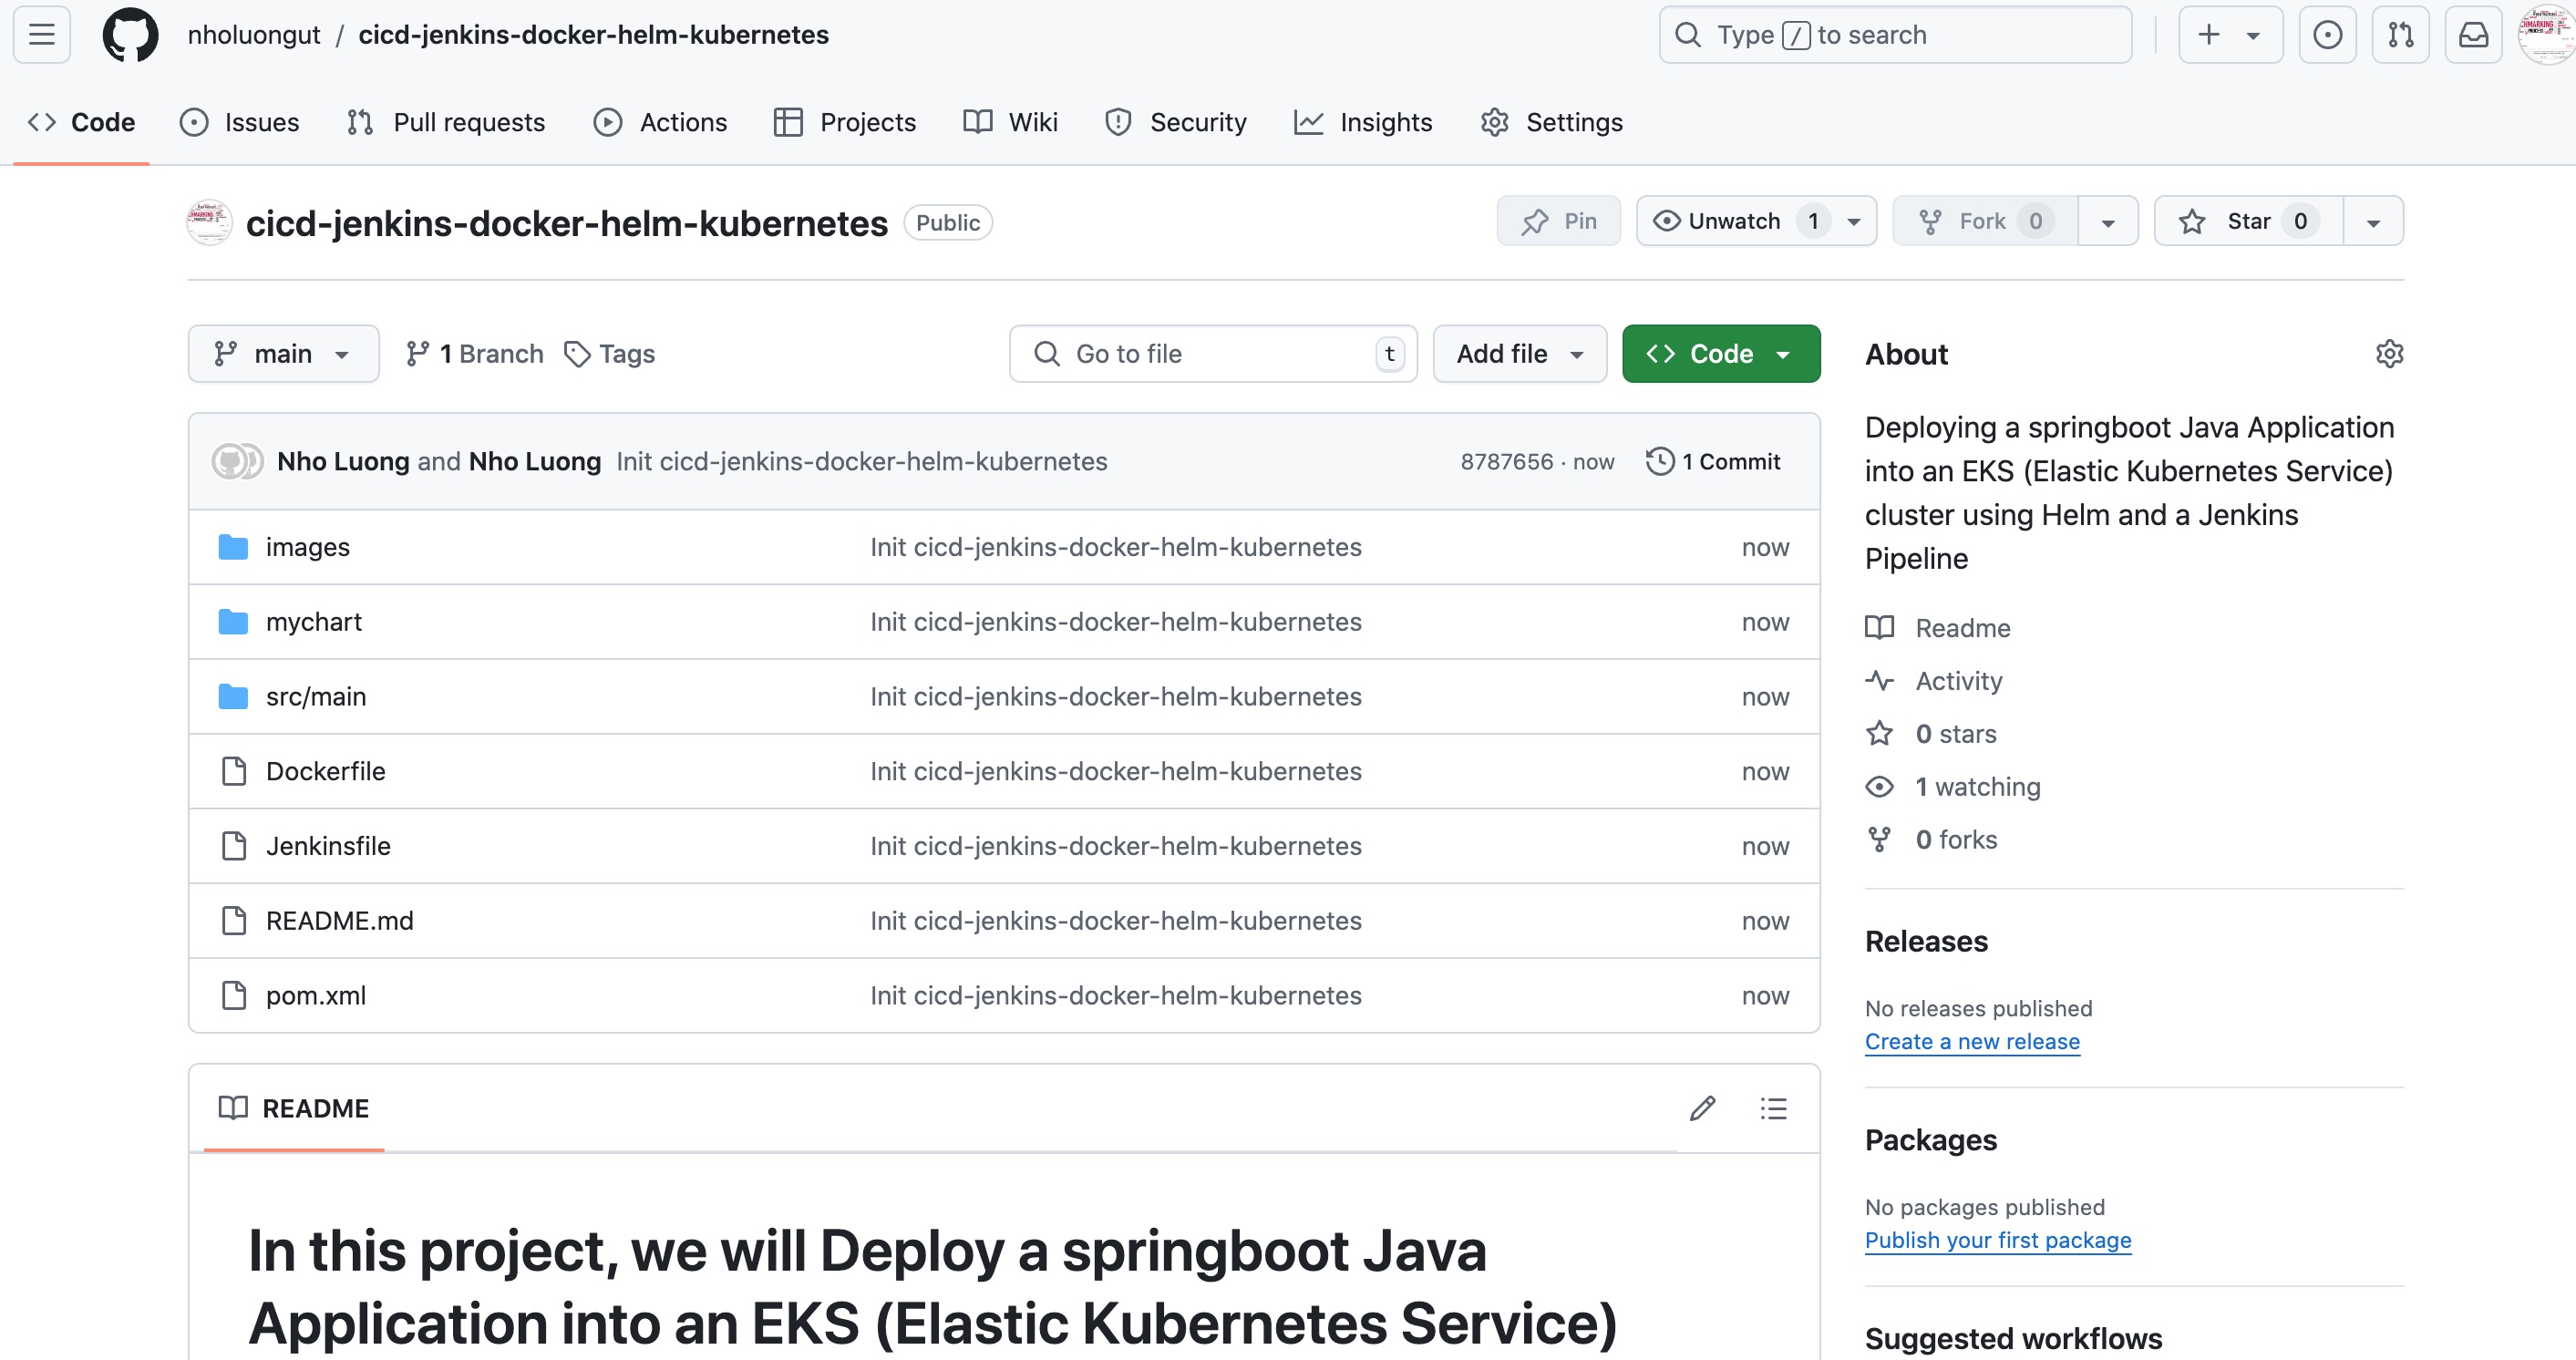 nholuongut / cicd-jenkins-docker-helm-kubernetes
Type / to search
Code Issues Pull requests Actions Projects Wiki Security Insights Settings
cicd-jenkins-docker-helm-kubernetes Public
Pin Unwatch 1 Fork 0 Star 0
main 1 Branch Tags Go to file t Add file Code
Nho Luong and Nho Luong Init cicd-jenkins-docker-helm-kubernetes 8787656 · now 1 Commit
images Init cicd-jenkins-docker-helm-kubernetes now
mychart Init cicd-jenkins-docker-helm-kubernetes now
src/main Init cicd-jenkins-docker-helm-kubernetes now
Dockerfile Init cicd-jenkins-docker-helm-kubernetes now
Jenkinsfile Init cicd-jenkins-docker-helm-kubernetes now
README.md Init cicd-jenkins-docker-helm-kubernetes now
pom.xml Init cicd-jenkins-docker-helm-kubernetes now
README
In this project, we will Deploy a springboot Java
Application into an EKS (Elastic Kubernetes Service)
About
Deploying a springboot Java Application
into an EKS (Elastic Kubernetes Service)
cluster using Helm and a Jenkins
Pipeline
Readme
Activity
0 stars
1 watching
0 forks
Releases
No releases published
Create a new release
Packages
No packages published
Publish your first package
Suggested workflows